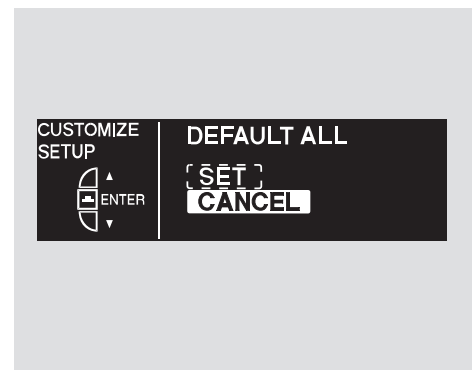 CUSTOMIZE
SETUP
ENTER
DEFAULT ALL
SET
CANCEL